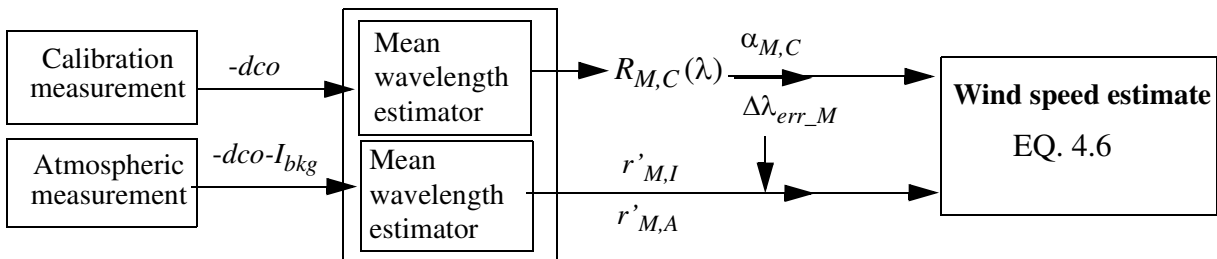 Calibration
measurement
-dco
Mean
wavelength
estimator
R_{M,C}(λ)
α_{M,C}
Δλ_{err_M}
Wind speed estimate
EQ. 4.6
Atmospheric
measurement
-dco-I_{bkg}
Mean
wavelength
estimator
r’_{M,I}
r’_{M,A}